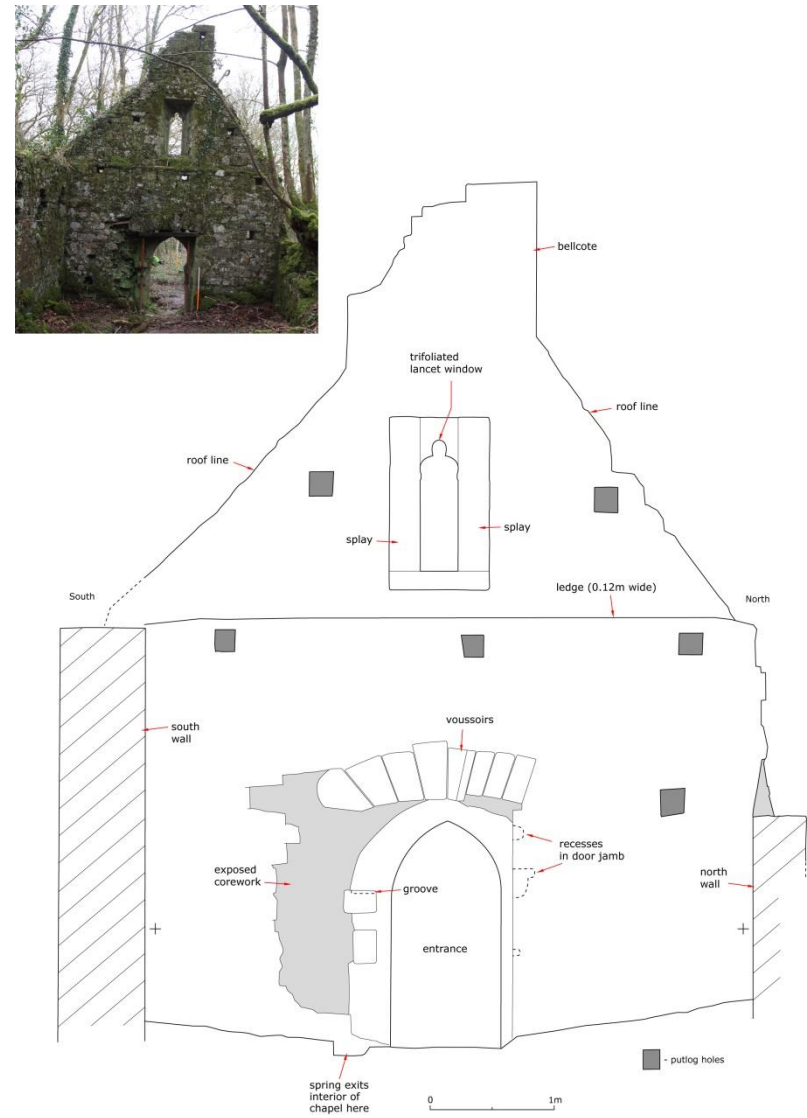 bellcote
trifoliated
lancet window
roof line
roof line
splay
splay
South
ledge (0.12m wide)
North
south
wall
voussoirs
recesses
in door jamb
exposed
corework
groove
north
wall
entrance
- putlog holes
spring exits
interior of
chapel here
0
1m